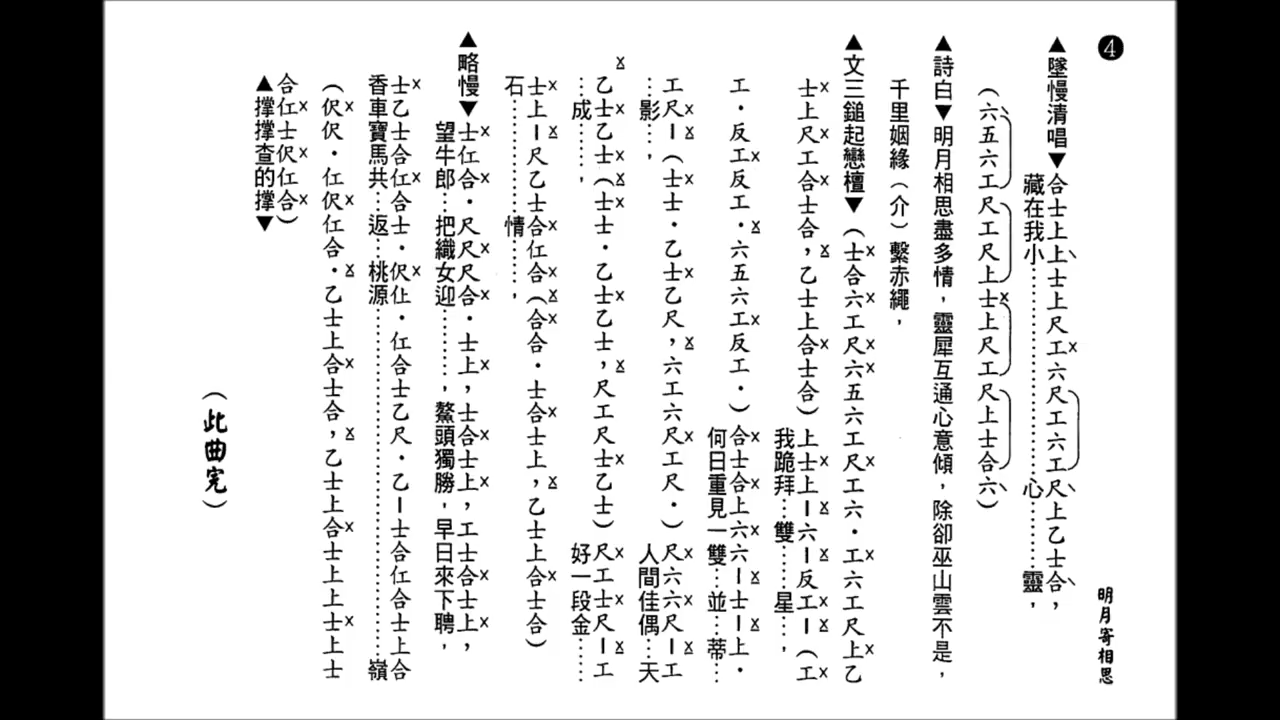 4
明月寄相思
▲墜慢清唱▼合士上上士上尺工六尺工六工尺上乙士合，
藏在我小……………………………心…………靈，
（六五六工尺工尺上士上尺工尺上士合六）
▲詩白▼明月相思盡多情，靈犀互通心意傾，除卻巫山雲不是，
千里姻緣（介）繫赤繩，
▲文三鎚起戀檀▼（士合六工尺六五六工尺工六．工六工尺上乙
士上尺工合士合，乙士上合士合）上士上ー六ー反工ー（工
我跪拜…雙………星…，
工．反工反工．六五六工反工．）合士合上六六ー士ー上．
何日重見一雙…並…蒂…
工尺ー（士士．乙士乙尺，六工六尺工尺．）尺六六尺ー工
…影…，人間佳偶…天
乙士乙士（士士．乙士乙士，尺工尺士乙士）尺工士尺ー工
…成………，好一段金……
士上ー尺乙士合仜合（合合．士合士上，乙士上合士合）
石………………情…………，
▲略慢▼士仜合．尺尺尺合．士上，士合士上，工士合士上，
望牛郎…把織女迎………，鰲頭獨勝，早日來下聘，
士乙士合仜合士．伬仩．仜合士乙尺．乙ー士合仜合士上合
香車寶馬共…返…桃源……………………………………嶺
（伬伬．仜伬仜合．乙士上合士合，乙士上合士上上士上士
合仜士伬仜合）
▲撐撐查的撐▼
（此曲完）